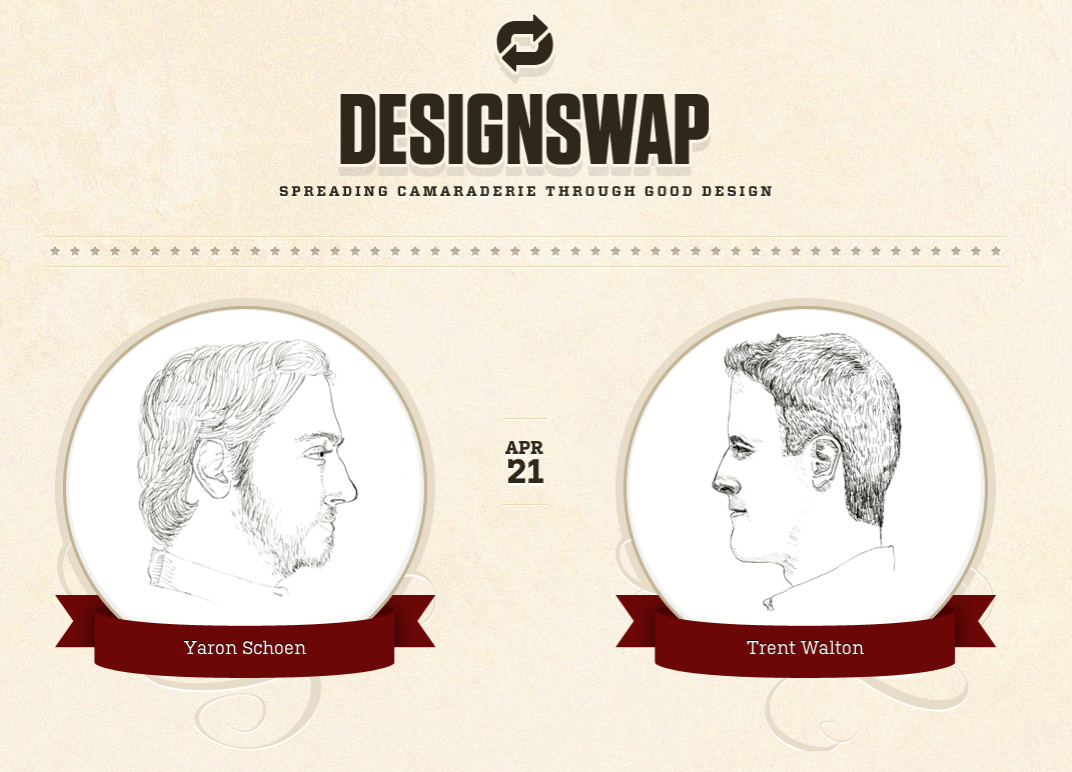 DESIGNSWAP
SPREADING CAMARADERIE THROUGH GOOD DESIGN
APR
21
Yaron Schoen
Trent Walton